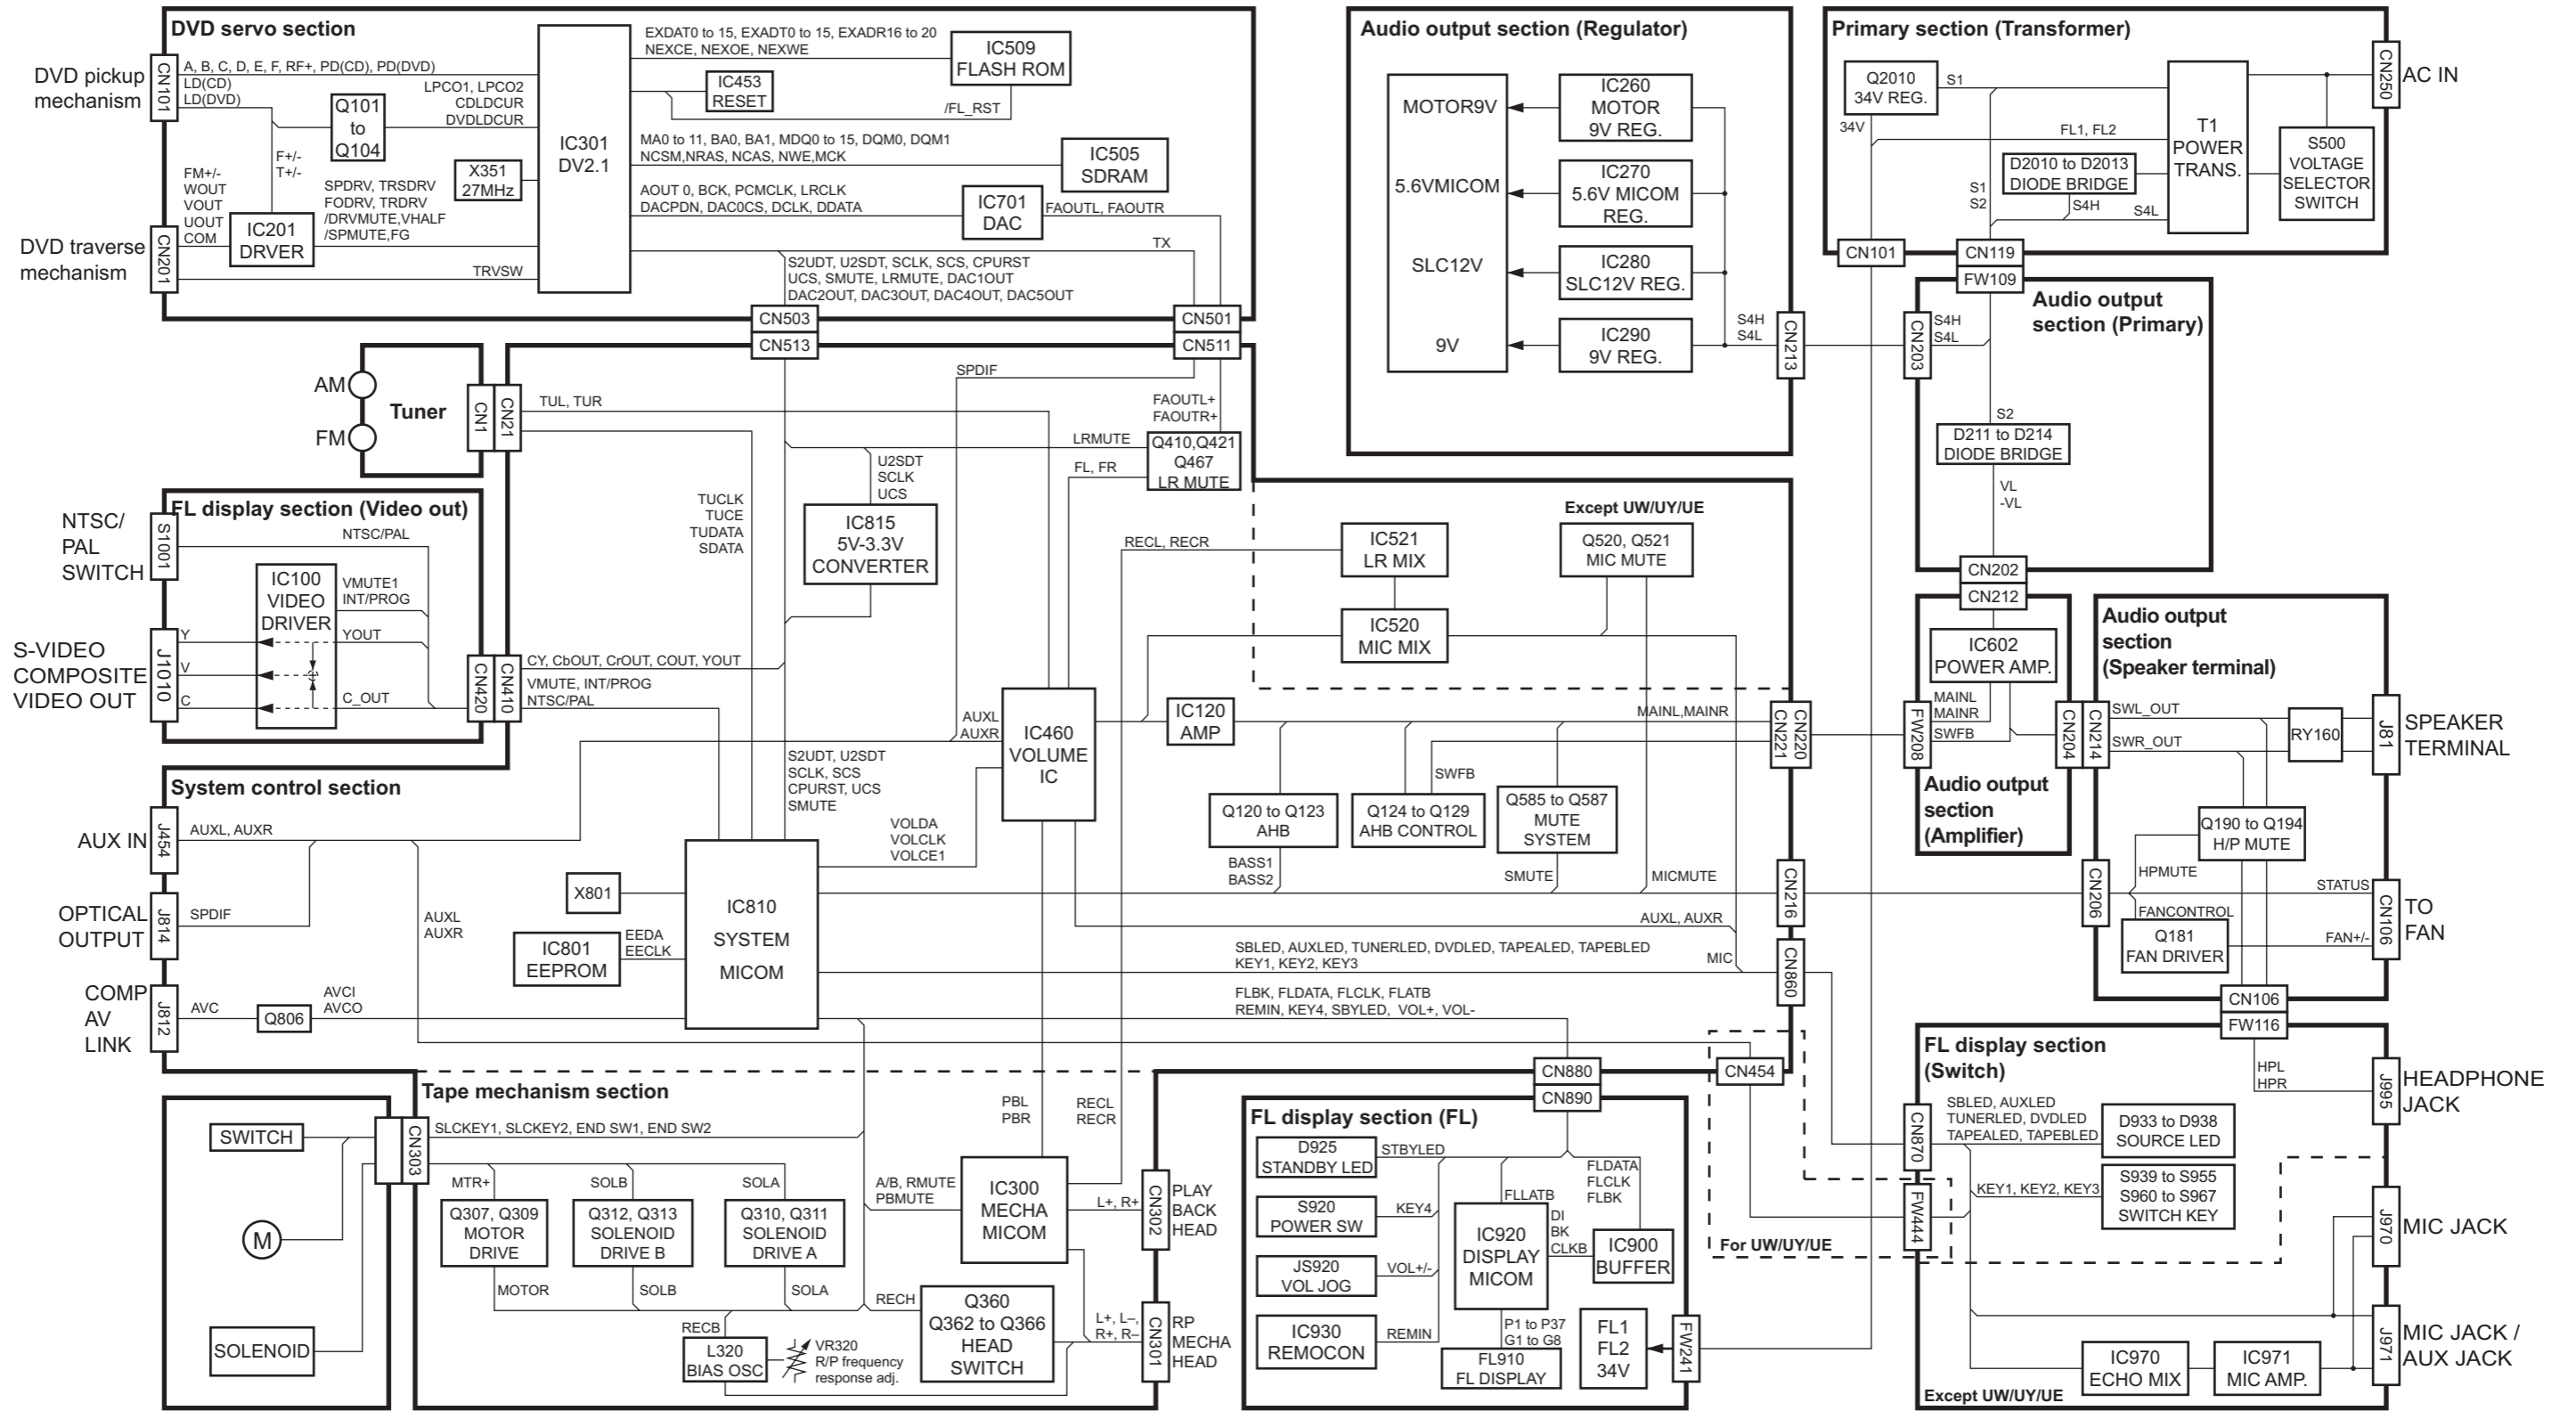 DVD servo section
DVD pickup
mechanism
CN101
A, B, C, D, E, F, RF+, PD(CD), PD(DVD)
LD(CD)
LD(DVD)
LPCO1, LPCO2
CDLDCUR
DVDLDCUR
Q101
to
Q104
F+/-
T+/-
FM+/-
WOUT
VOUT
UOUT
COM
SPDRV, TRSDRV
FODRV, TRDRV
/DRVMUTE,VHALF
/SPMUTE,FG
IC201
DRVER
X351
27MHz
DVD traverse
mechanism
CN201
TRVSW
IC301
DV2.1
EXDAT0 to 15, EXADT0 to 15, EXADR16 to 20
NEXCE, NEXOE, NEXWE
IC509
FLASH ROM
IC453
RESET
/FL_RST
MA0 to 11, BA0, BA1, MDQ0 to 15, DQM0, DQM1
NCSM,NRAS, NCAS, NWE,MCK
IC505
SDRAM
AOUT 0, BCK, PCMCLK, LRCLK
DACPDN, DAC0CS, DCLK, DDATA
IC701
DAC
FAOUTL, FAOUTR
TX
S2UDT, U2SDT, SCLK, SCS, CPURST
UCS, SMUTE, LRMUTE, DAC1OUT
DAC2OUT, DAC3OUT, DAC4OUT, DAC5OUT
CN503
CN501
CN513
CN511
Audio output section (Regulator)
MOTOR9V
5.6VMICOM
SLC12V
9V
IC260
MOTOR
9V REG.
IC270
5.6V MICOM
REG.
IC280
SLC12V REG.
IC290
9V REG.
S4H
S4L
CN213
Primary section (Transformer)
Q2010
34V REG.
S1
34V
FL1, FL2
D2010 to D2013
DIODE BRIDGE
S1
S2
S4H
S4L
T1
POWER
TRANS.
S500
VOLTAGE
SELECTOR
SWITCH
CN250
AC IN
CN101
CN119
FW109
Audio output
section (Primary)
CN203
S4H
S4L
S2
D211 to D214
DIODE BRIDGE
VL
-VL
CN202
CN212
AM
FM
Tuner
CN1
CN21
TUL, TUR
SPDIF
FAOUTL+
FAOUTR+
LRMUTE
Q410,Q421
Q467
LR MUTE
FL, FR
U2SDT
SCLK
UCS
TUCLK
TUCE
TUDATA
SDATA
IC815
5V-3.3V
CONVERTER
FL display section (Video out)
NTSC/
PAL
SWITCH
S1001
NTSC/PAL
IC100
VIDEO
DRIVER
VMUTE1
INT/PROG
YOUT
C_OUT
Y
V
C
S-VIDEO
COMPOSITE
VIDEO OUT
J1010
CN420
CN410
CY, CbOUT, CrOUT, COUT, YOUT
VMUTE, INT/PROG
NTSC/PAL
Except UW/UY/UE
RECL, RECR
IC521
LR MIX
Q520, Q521
MIC MUTE
IC520
MIC MIX
IC602
POWER AMP.
MAINL
MAINR
SWFB
FW208
CN204
Audio output
section
(Amplifier)
Audio output
section
(Speaker terminal)
CN214
SWL_OUT
SWR_OUT
RY160
J81
SPEAKER
TERMINAL
Q190 to Q194
H/P MUTE
HPMUTE
STATUS
CN206
FANCONTROL
Q181
FAN DRIVER
FAN+/-
CN106
TO
FAN
CN106
FW116
System control section
AUX IN
J454
AUXL, AUXR
OPTICAL
OUTPUT
J814
SPDIF
AUXL
AUXR
COMP
AV
LINK
J812
AVC
Q806
AVCI
AVCO
X801
IC801
EEPROM
EEDA
EECLK
IC810
SYSTEM
MICOM
S2UDT, U2SDT
SCLK, SCS
CPURST, UCS
SMUTE
VOLDA
VOLCLK
VOLCE1
AUXL
AUXR
IC460
VOLUME
IC
IC120
AMP
MAINL,MAINR
CN221
CN220
SWFB
Q120 to Q123
AHB
Q124 to Q129
AHB CONTROL
Q585 to Q587
MUTE
SYSTEM
BASS1
BASS2
SMUTE
MICMUTE
CN216
AUXL, AUXR
SBLED, AUXLED, TUNERLED, DVDLED, TAPEALED, TAPEBLED
KEY1, KEY2, KEY3
MIC
CN860
FLBK, FLDATA, FLCLK, FLATB
REMIN, KEY4, SBYLED, VOL+, VOL-
CN880
CN890
CN454
Tape mechanism section
SWITCH
M
SOLENOID
CN303
SLCKEY1, SLCKEY2, END SW1, END SW2
MTR+
SOLB
SOLA
Q307, Q309
MOTOR
DRIVE
Q312, Q313
SOLENOID
DRIVE B
Q310, Q311
SOLENOID
DRIVE A
MOTOR
SOLB
SOLA
A/B, RMUTE
PBMUTE
PBL
PBR
RECL
RECR
IC300
MECHA
MICOM
L+, R+
CN302
PLAY
BACK
HEAD
RECH
Q360
Q362 to Q366
HEAD
SWITCH
L+, L–,
R+, R–
CN301
RP
MECHA
HEAD
RECB
L320
BIAS OSC
VR320
R/P frequency
response adj.
FL display section (FL)
D925
STANDBY LED
STBYLED
S920
POWER SW
KEY4
JS920
VOL JOG
VOL+/-
IC930
REMOCON
REMIN
FLLATB
IC920
DISPLAY
MICOM
DI
BK
CLKB
FLDATA
FLCLK
FLBK
IC900
BUFFER
P1 to P37
G1 to G8
FL910
FL DISPLAY
FL1
FL2
34V
FW241
For UW/UY/UE
FL display section
(Switch)
HPL
HPR
J995
HEADPHONE
JACK
CN870
SBLED, AUXLED
TUNERLED, DVDLED
TAPEALED, TAPEBLED
D933 to D938
SOURCE LED
KEY1, KEY2, KEY3
S939 to S955
S960 to S967
SWITCH KEY
FW444
J970
MIC JACK
J971
MIC JACK /
AUX JACK
IC970
ECHO MIX
IC971
MIC AMP.
Except UW/UY/UE